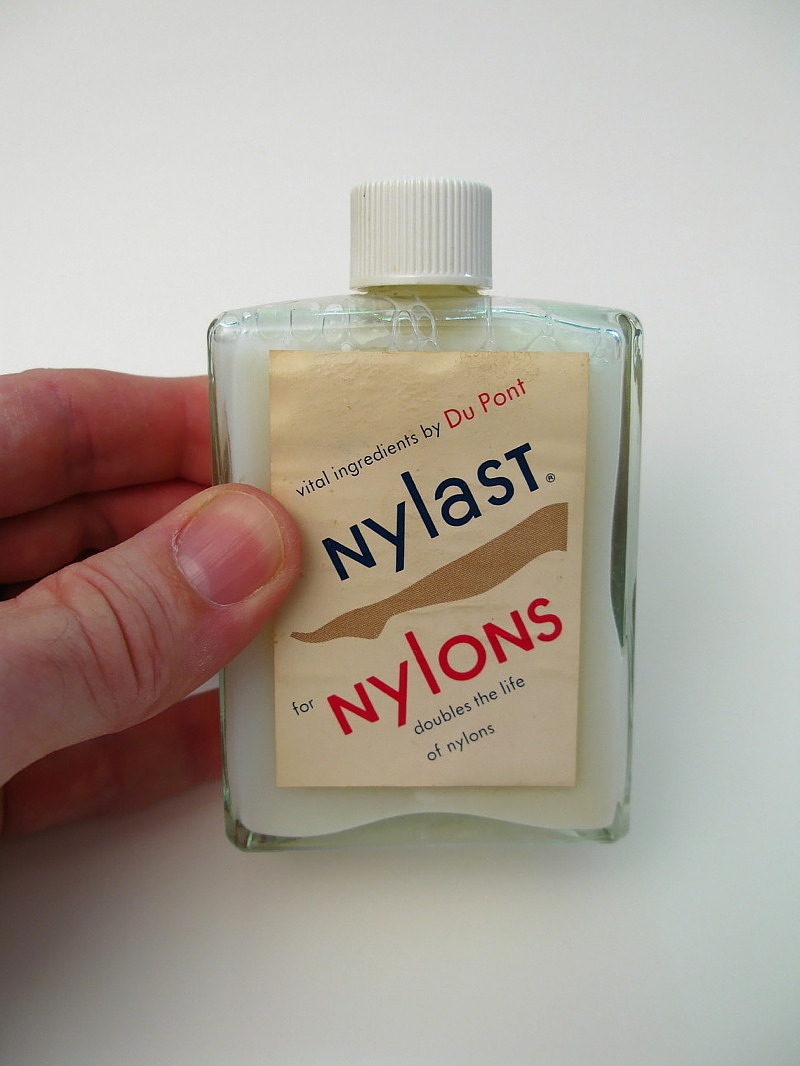 vital ingredients by Du Pont
Nylast®
for Nylons
doubles the life
of nylons